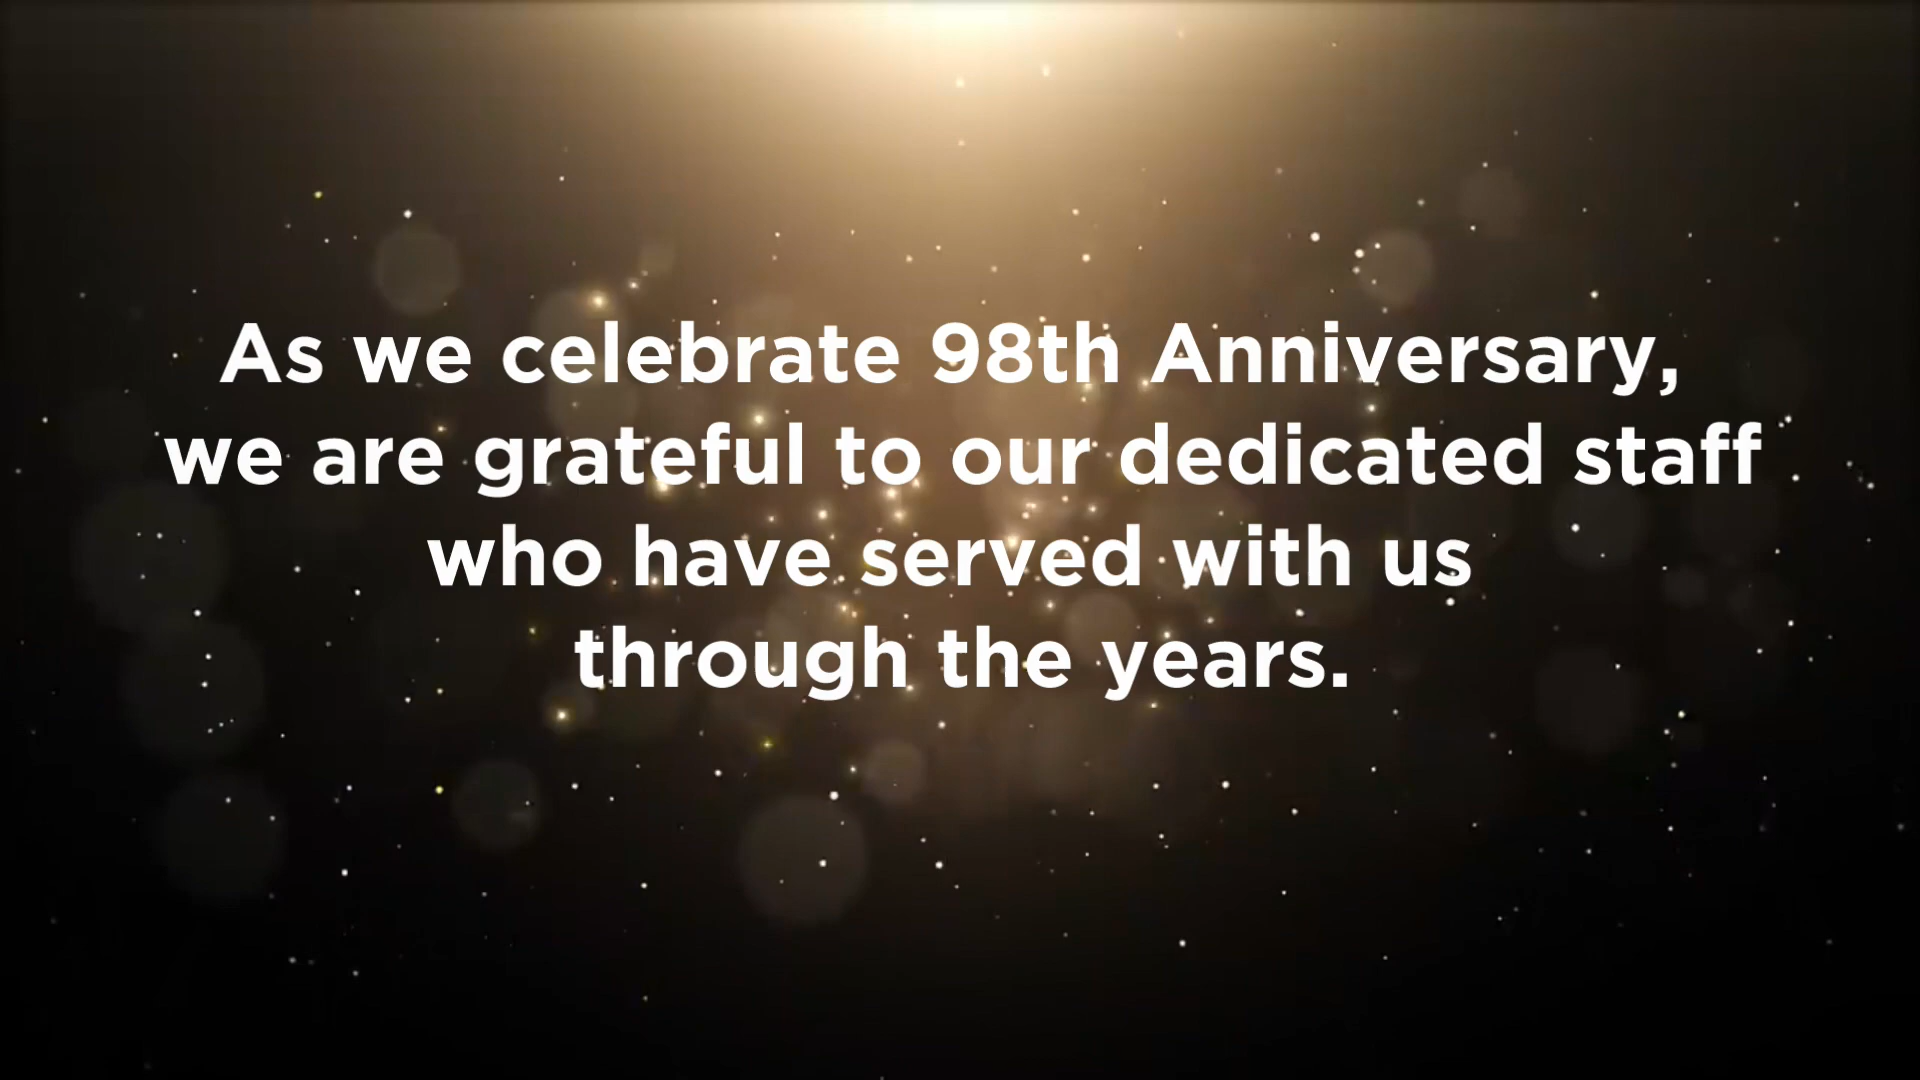 As we celebrate 98th Anniversary,
we are grateful to our dedicated staff
who have served with us
through the years.